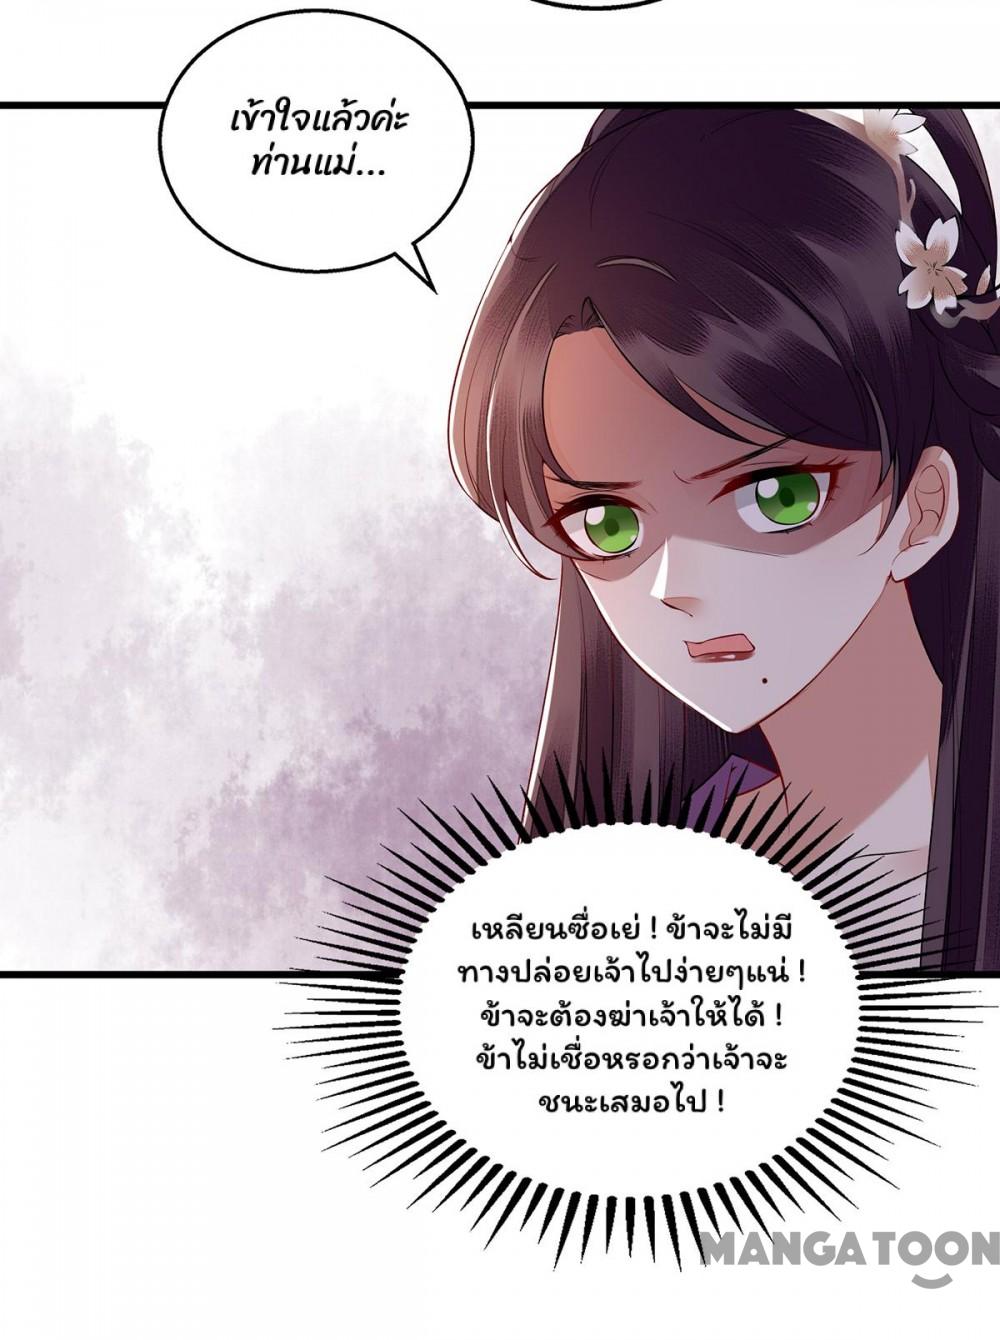 เข้าใจแล้วค่ะ
ท่านแม่...
เหลียนซื่อเย่ ! ข้าจะไม่มี
ทางปล่อยเจ้าไปง่ายๆแน่ !
ข้าจะต้องฆ่าเจ้าให้ได้ !
ข้าไม่เชื่อหรอกว่าเจ้าจะ
ชนะเสมอไป !
MANGATOON